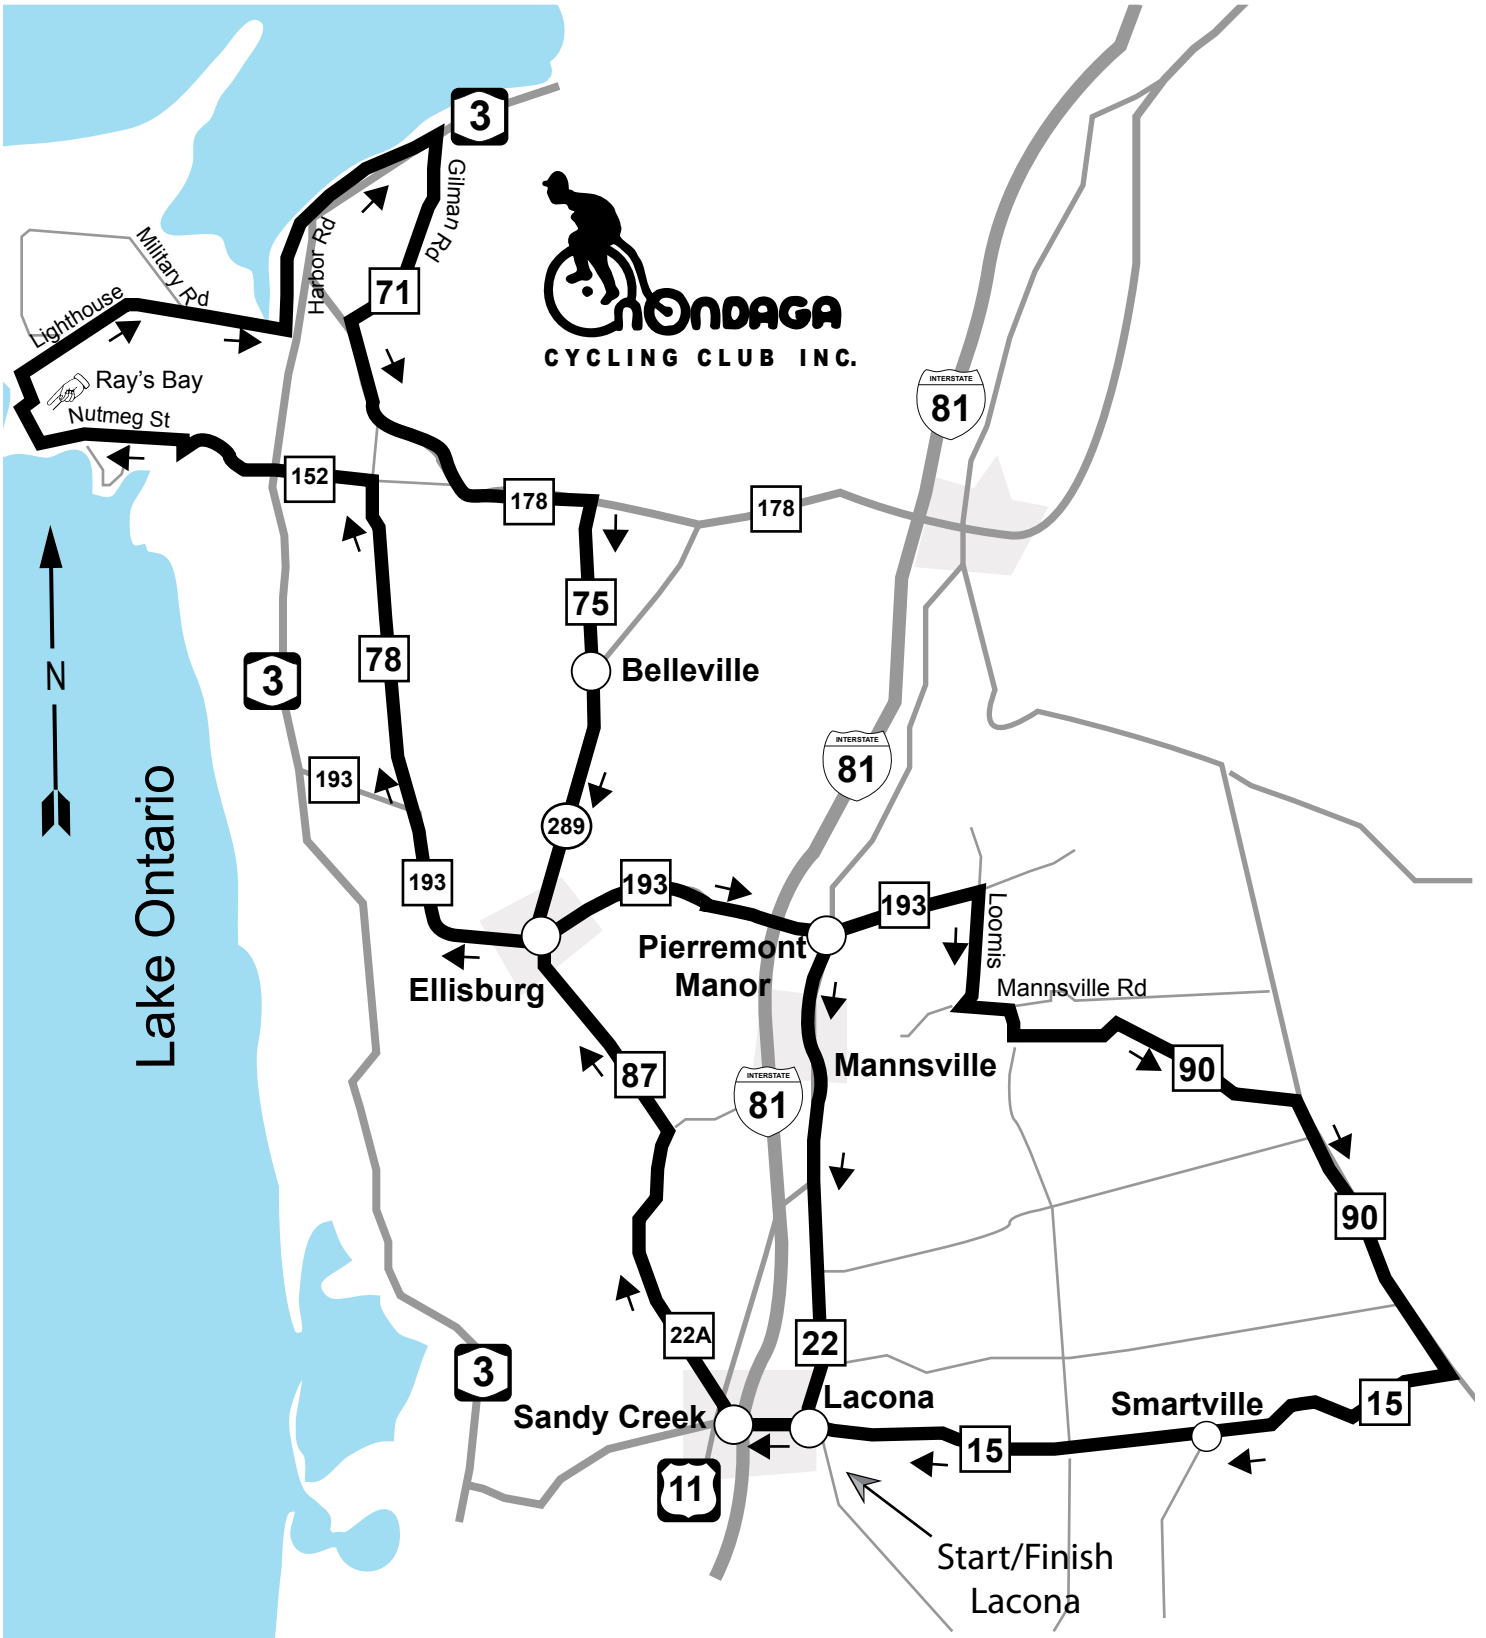 3
Gilman Rd
Harbor Rd
Military Rd
71
Lighthouse
nOnDAGA
CYCLING CLUB INC.
Ray's Bay
Nutmeg St
INTERSTATE
81
152
178
178
75
N
78
3
Belleville
INTERSTATE
81
193
289
193
193
193
Loomis
Lake Ontario
Pierremont
Manor
Ellisburg
Mannsville Rd
Mannsville
87
90
INTERSTATE
81
90
22A
22
3
Lacona
Sandy Creek
Smartville
15
15
11
Start/Finish
Lacona